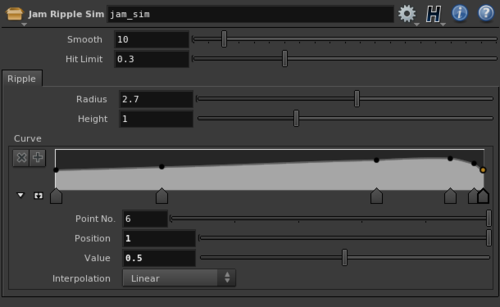 Jam Ripple Sim jam_sim
Smooth 10
Hit Limit 0.3
Ripple
Radius 2.7
Height 1
Curve
Point No. 6
Position 1
Value 0.5
Interpolation Linear